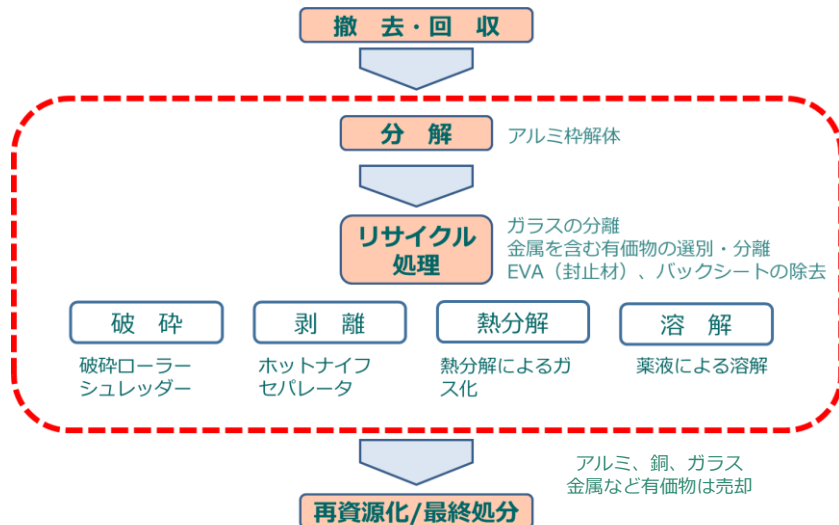 撤 去・回 収
分 解
アルミ枠解体
リサイクル
処理
ガラスの分離
金属を含む有価物の選別・分離
EVA（封止材）、バックシートの除去
破 砕
剥 離
熱分解
溶 解
破砕ローラー
シュレッダー
ホットナイフ
セパレータ
熱分解によるガ
ス化
薬液による溶解
アルミ、銅、ガラス
金属など有価物は売却
再資源化/最終処分